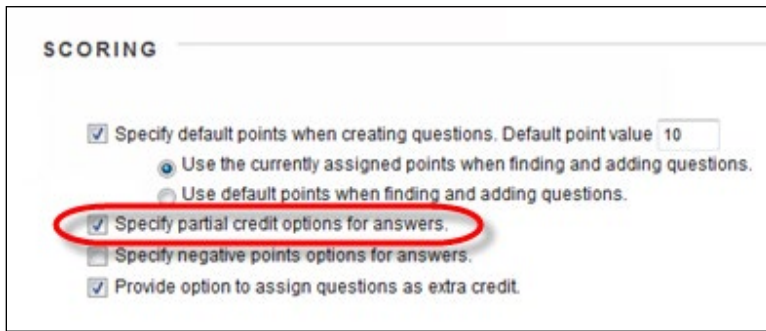 SCORING
Specify default points when creating questions. Default point value 10
Use the currently assigned points when finding and adding questions.
Use default points when finding and adding questions.
Specify partial credit options for answers.
Specify negative points options for answers.
Provide option to assign questions as extra credit.